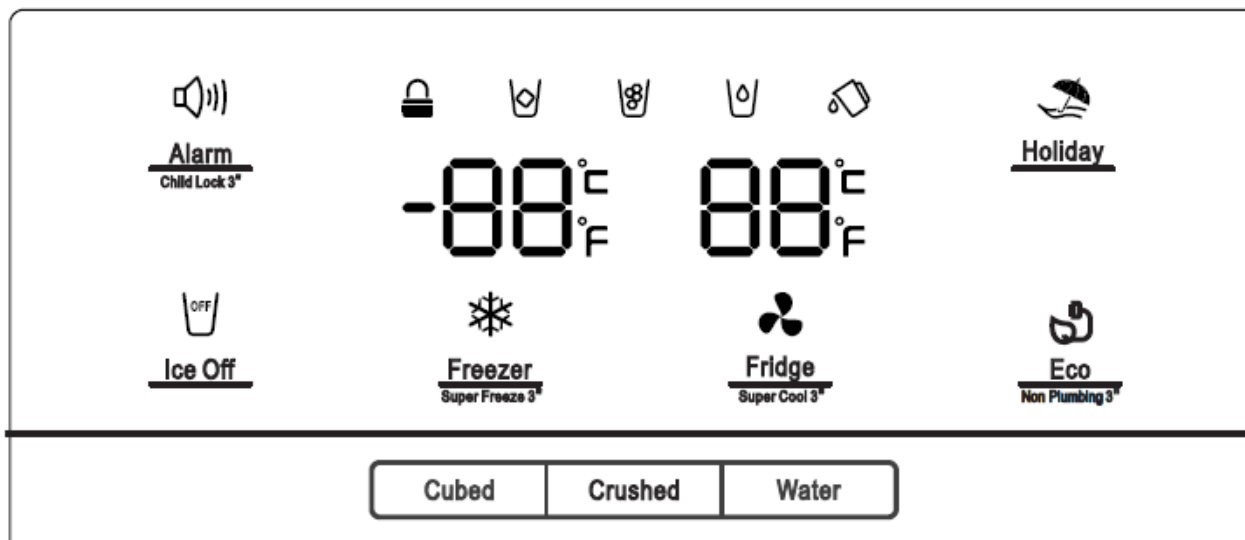 Alarm
Child Lock 3"
Holiday
-88°C
°F
88°C
°F
OFF
Ice Off
Freezer
Super Freeze 3"
Fridge
Super Cool 3"
Eco
Non Plumbing 3"
Cubed
Crushed
Water